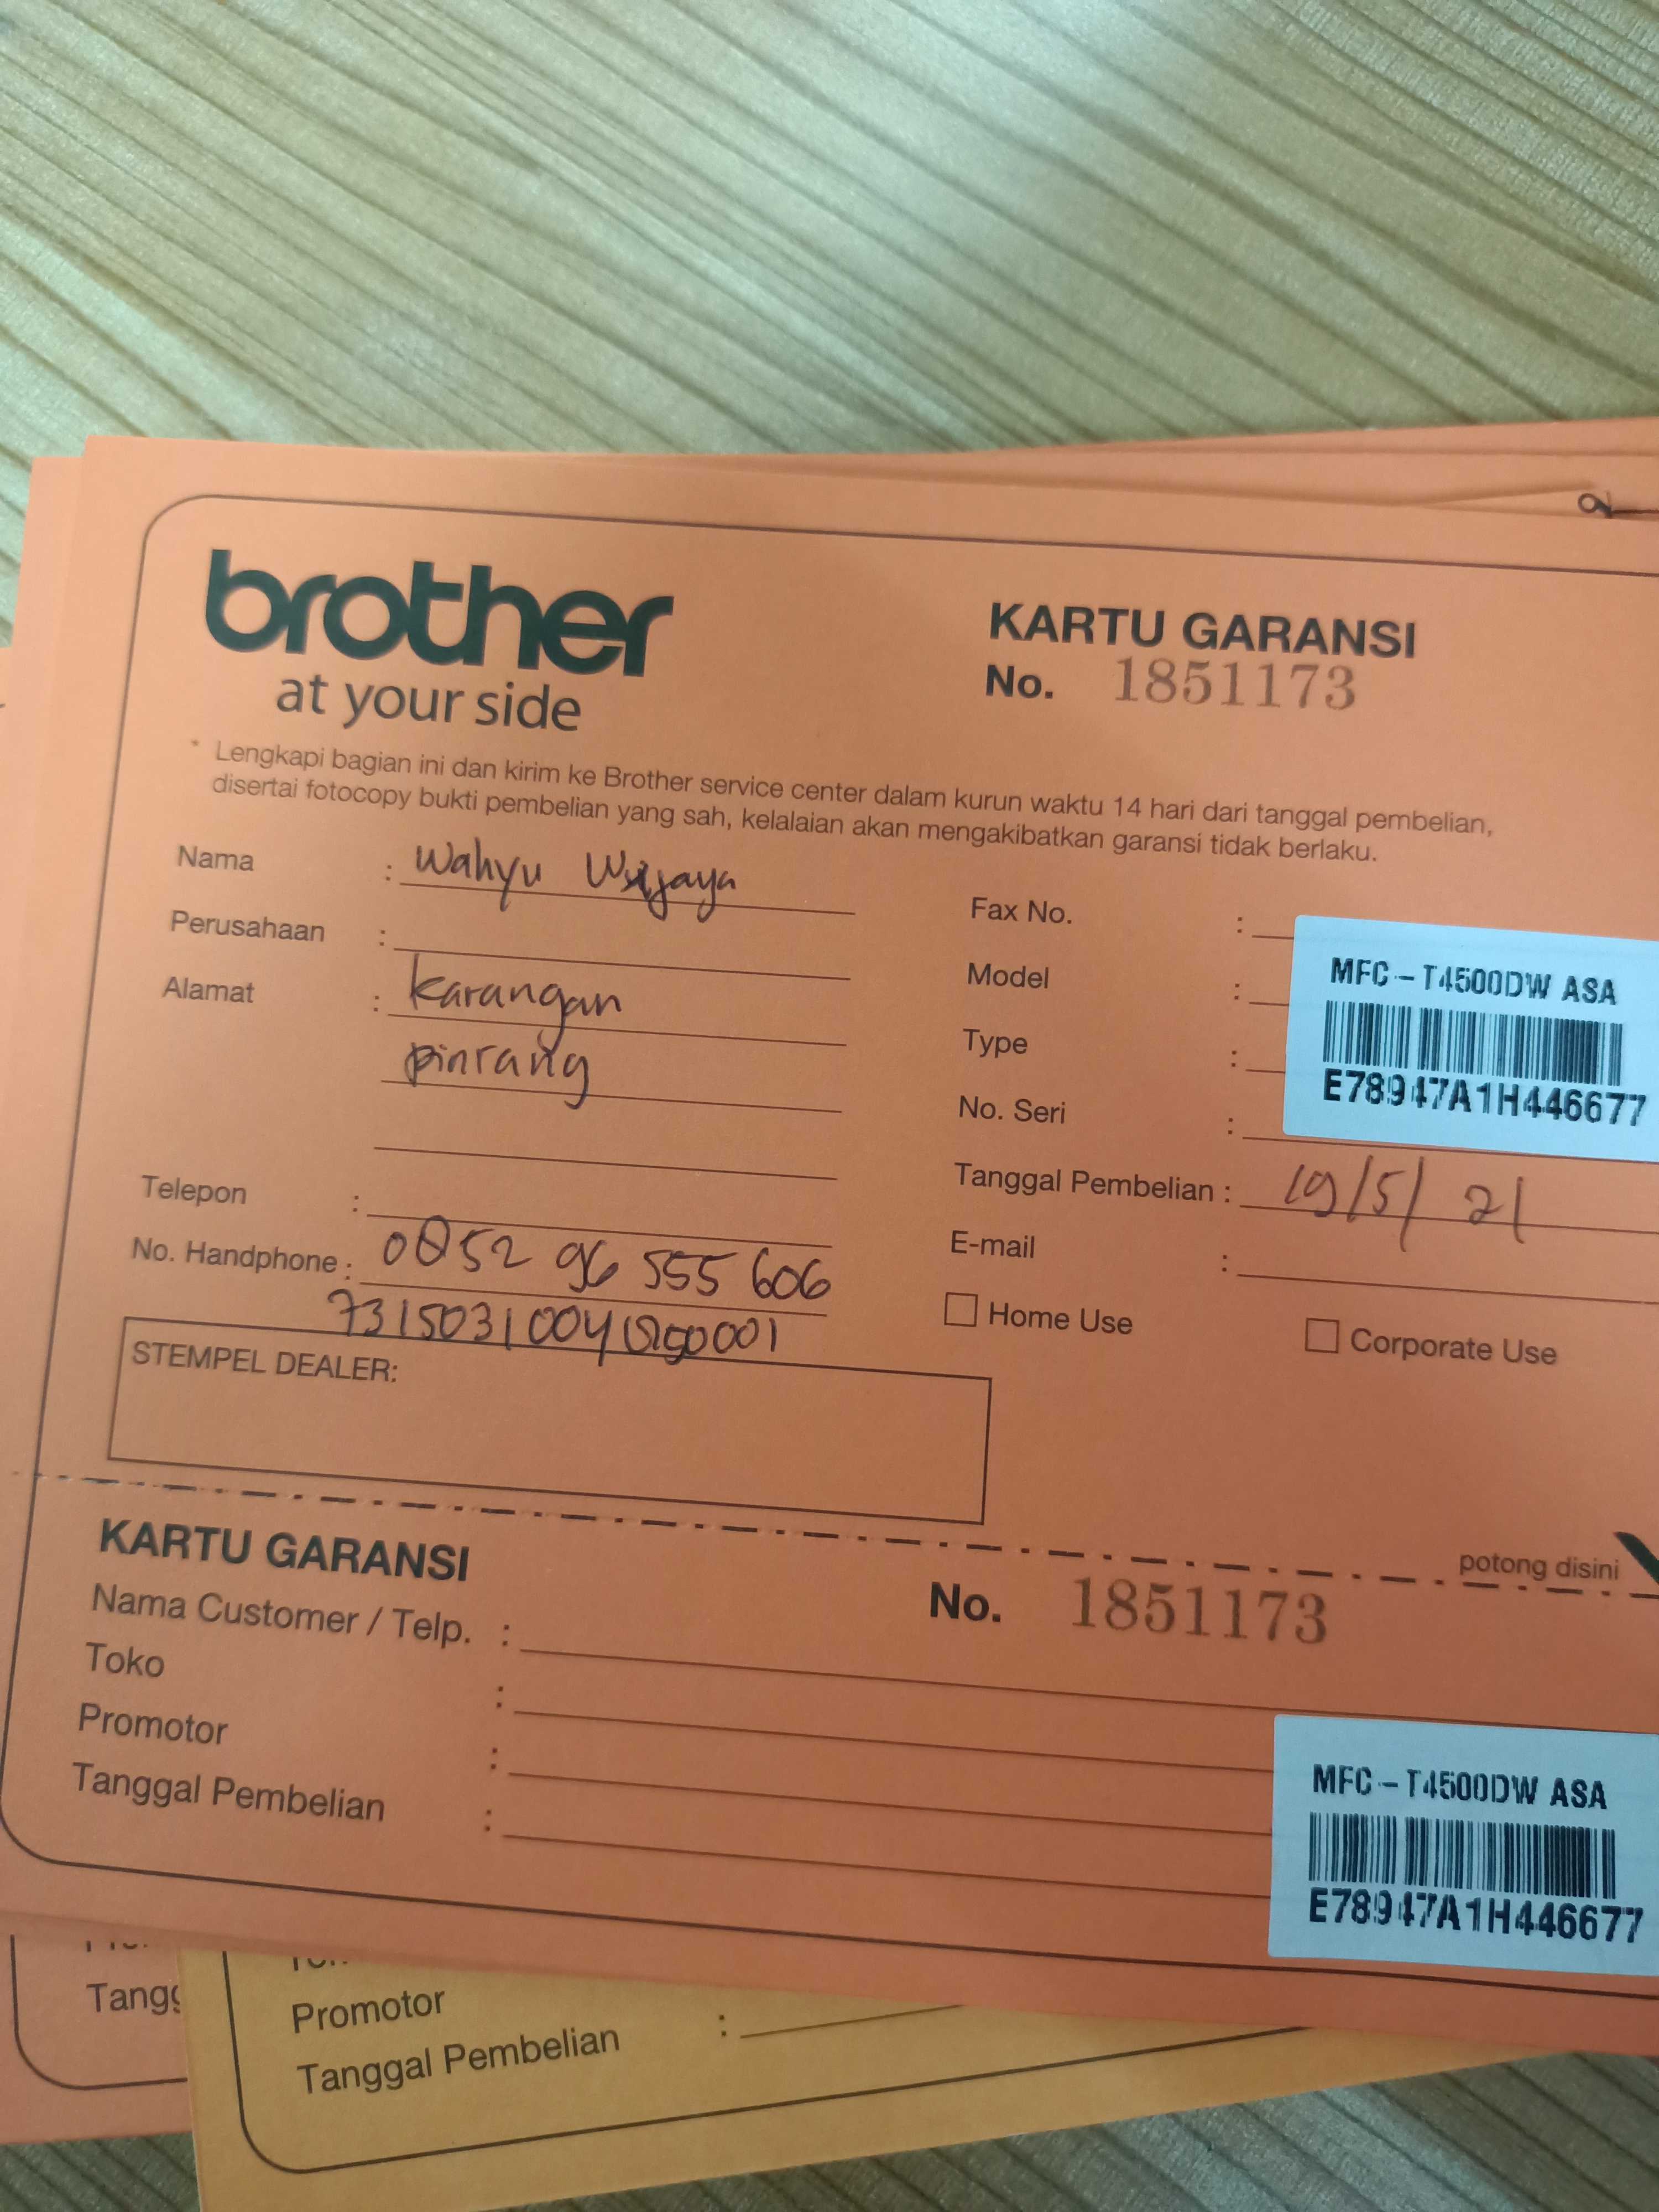 brother
at your side
KARTU GARANSI
No. 1851173
* Lengkapi bagian ini dan kirim ke Brother service center dalam kurun waktu 14 hari dari tanggal pembelian,
disertai fotocopy bukti pembelian yang sah, kelalaian akan mengakibatkan garansi tidak berlaku.
Nama : Wahyu Wijaya
Perusahaan :
Alamat : karangan
pinrang
Telepon :
No. Handphone : 0852 96 555 606
STEMPEL DEALER:
Fax No. :
Model :
Type :
No. Seri :
MFC-T4500DW ASA
E78947A1H446677
Tanggal Pembelian : 19/5/ 21
E-mail :
Home Use
Corporate Use
potong disini
KARTU GARANSI
No. 1851173
Nama Customer / Telp. :
Toko :
Promotor :
Tanggal Pembelian :
MFC-T4500DW ASA
E78947A1H446677
Promotor
Tanggal Pembelian :